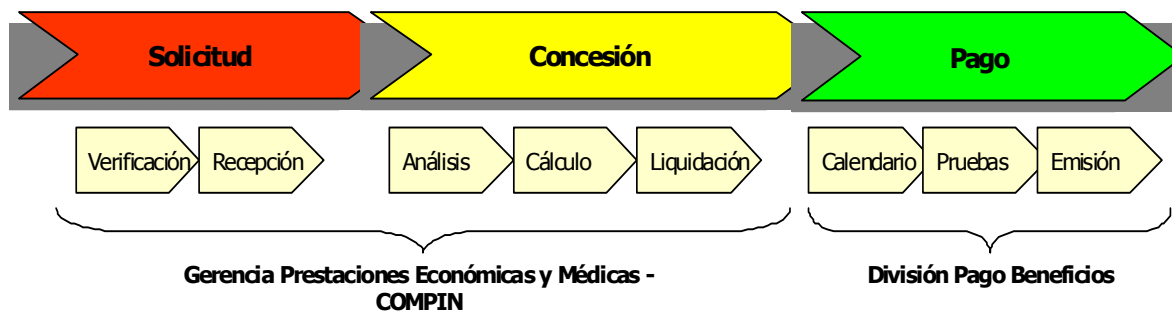 Solicitud
Concesión
Pago
Verificación
Recepción
Análisis
Cálculo
Liquidación
Calendario
Pruebas
Emisión
Gerencia Prestaciones Económicas y Médicas -
COMPIN
División Pago Beneficios